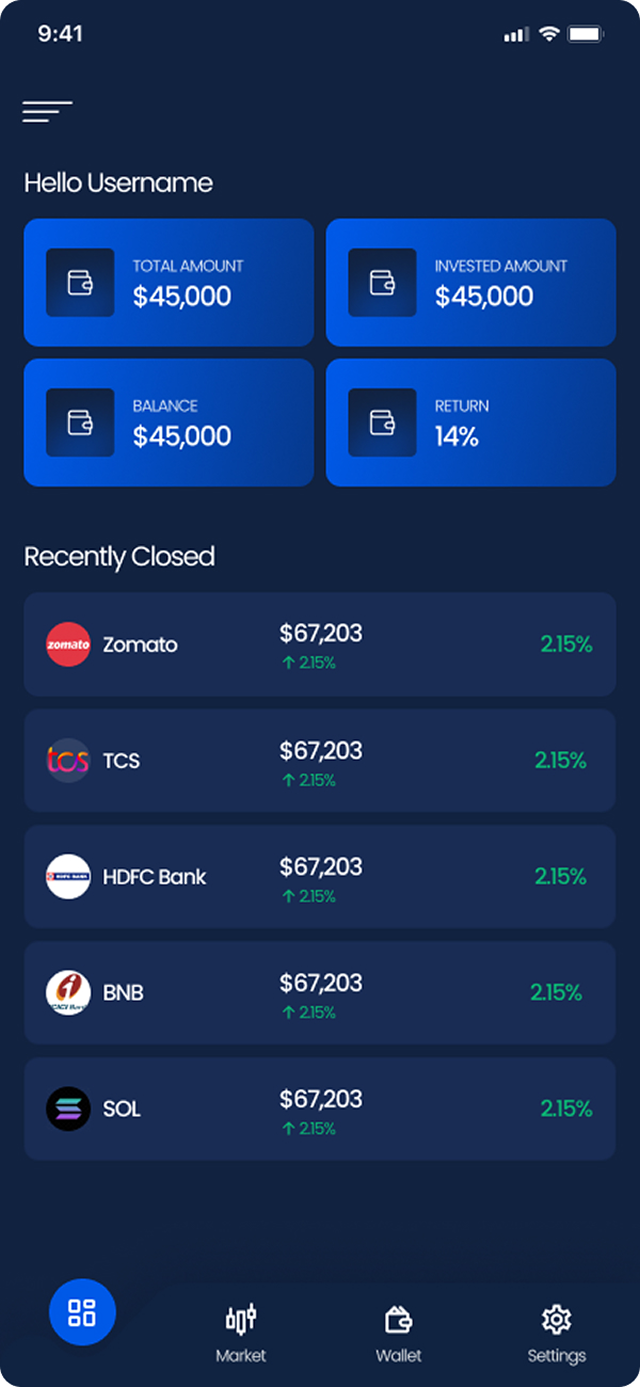 9:41
Hello Username
TOTAL AMOUNT
$45,000
INVESTED AMOUNT
$45,000
BALANCE
$45,000
RETURN
14%
Recently Closed
zomato Zomato $67,203 2.15%
↑ 2.15%
tcs TCS $67,203 2.15%
↑ 2.15%
HDFC BANK HDFC Bank $67,203 2.15%
↑ 2.15%
ICICI Bank BNB $67,203 2.15%
↑ 2.15%
SOL $67,203 2.15%
↑ 2.15%
Market Wallet Settings